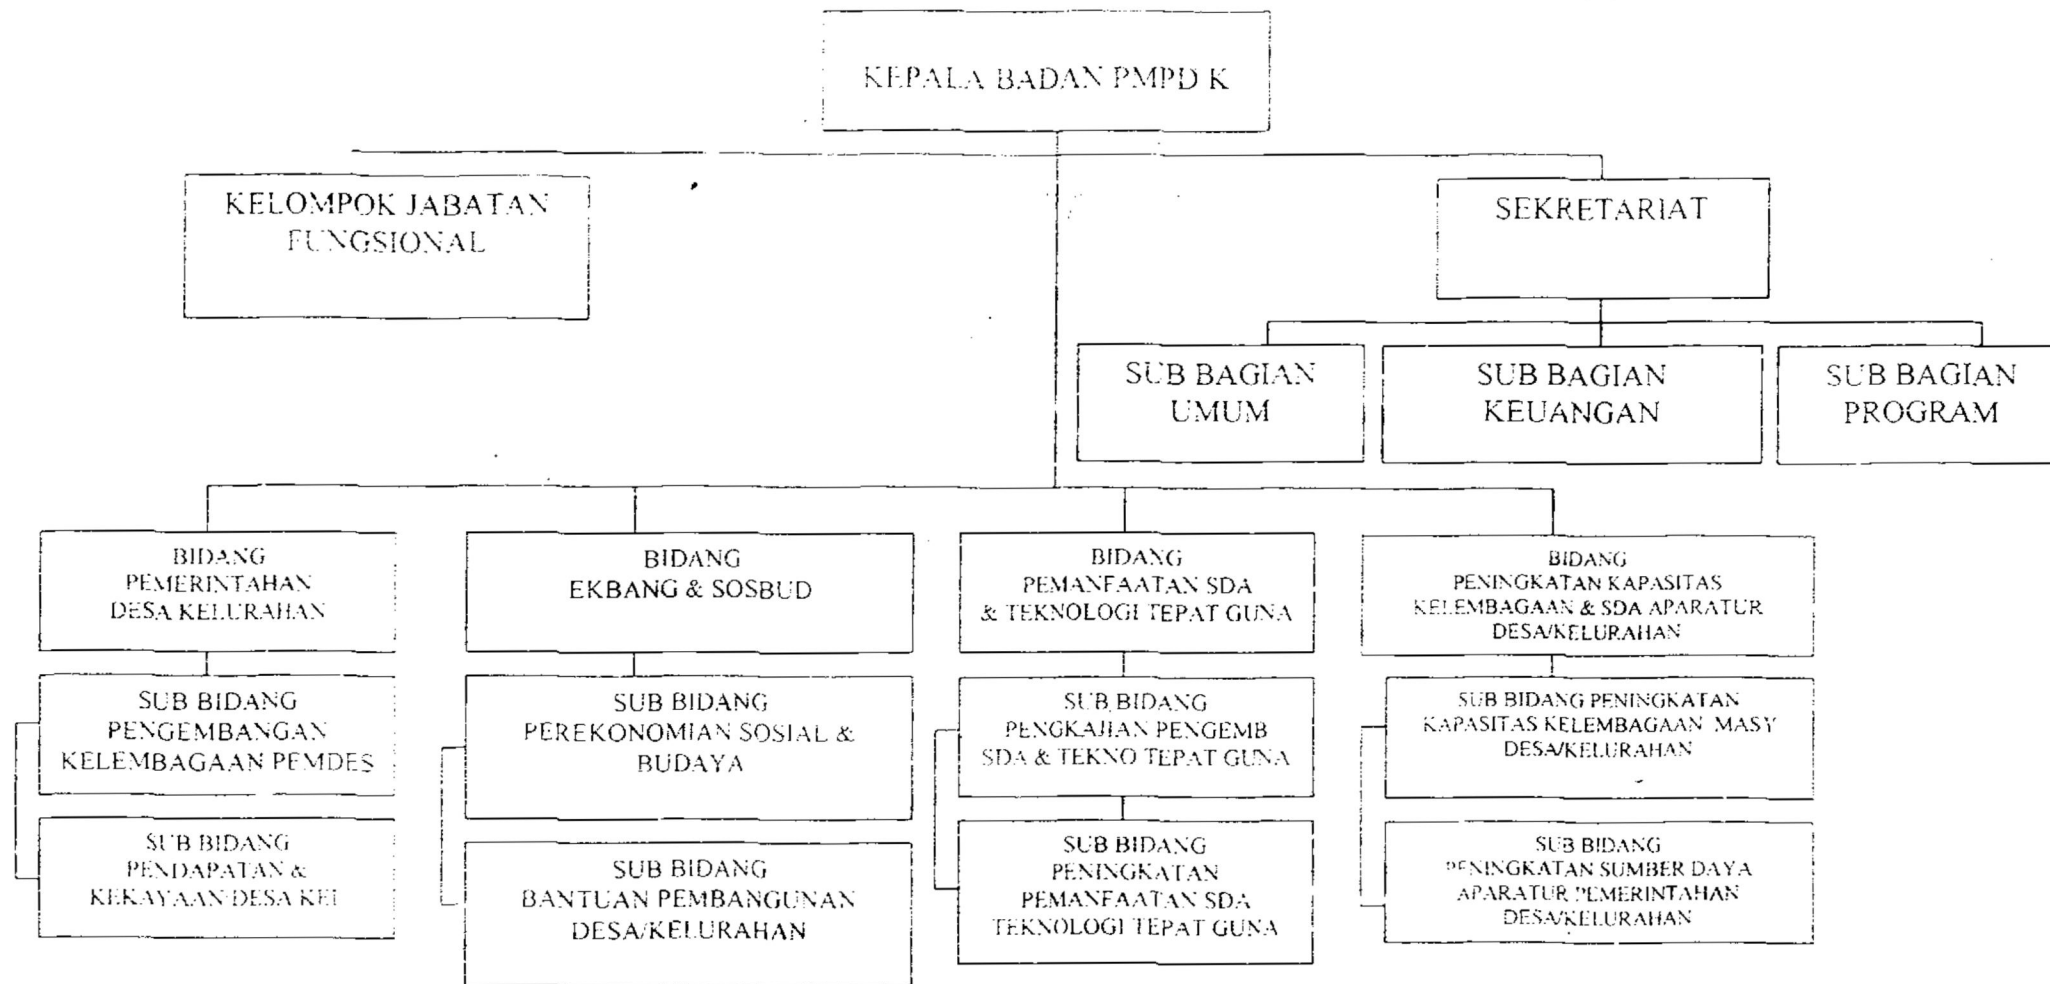 KEPALA BADAN PMPD K
KELOMPOK JABATAN
FUNGSIONAL
SEKRETARIAT
SUB BAGIAN
UMUM
SUB BAGIAN
KEUANGAN
SUB BAGIAN
PROGRAM
BIDANG
PEMERINTAHAN
DESA KELURAHAN
BIDANG
EKBANG & SOSBUD
BIDANG
PEMANFAATAN SDA
& TEKNOLOGI TEPAT GUNA
BIDANG
PENINGKATAN KAPASITAS
KELEMBAGAAN & SDA APARATUR
DESA/KELURAHAN
SUB BIDANG
PENGEMBANGAN
KELEMBAGAAN PEMDES
SUB BIDANG
PEREKONOMIAN SOSIAL &
BUDAYA
SUB BIDANG
PENGKAJIAN PENGEMB
SDA & TEKNO TEPAT GUNA
SUB BIDANG PENINGKATAN
KAPASITAS KELEMBAGAAN MASY
DESA/KELURAHAN
SUB BIDANG
PENDAPATAN &
KEKAYAAN DESA KEL
SUB BIDANG
BANTUAN PEMBANGUNAN
DESA/KELURAHAN
SUB BIDANG
PENINGKATAN
PEMANFAATAN SDA
TEKNOLOGI TEPAT GUNA
SUB BIDANG
PENINGKATAN SUMBER DAYA
APARATUR PEMERINTAHAN
DESA/KELURAHAN